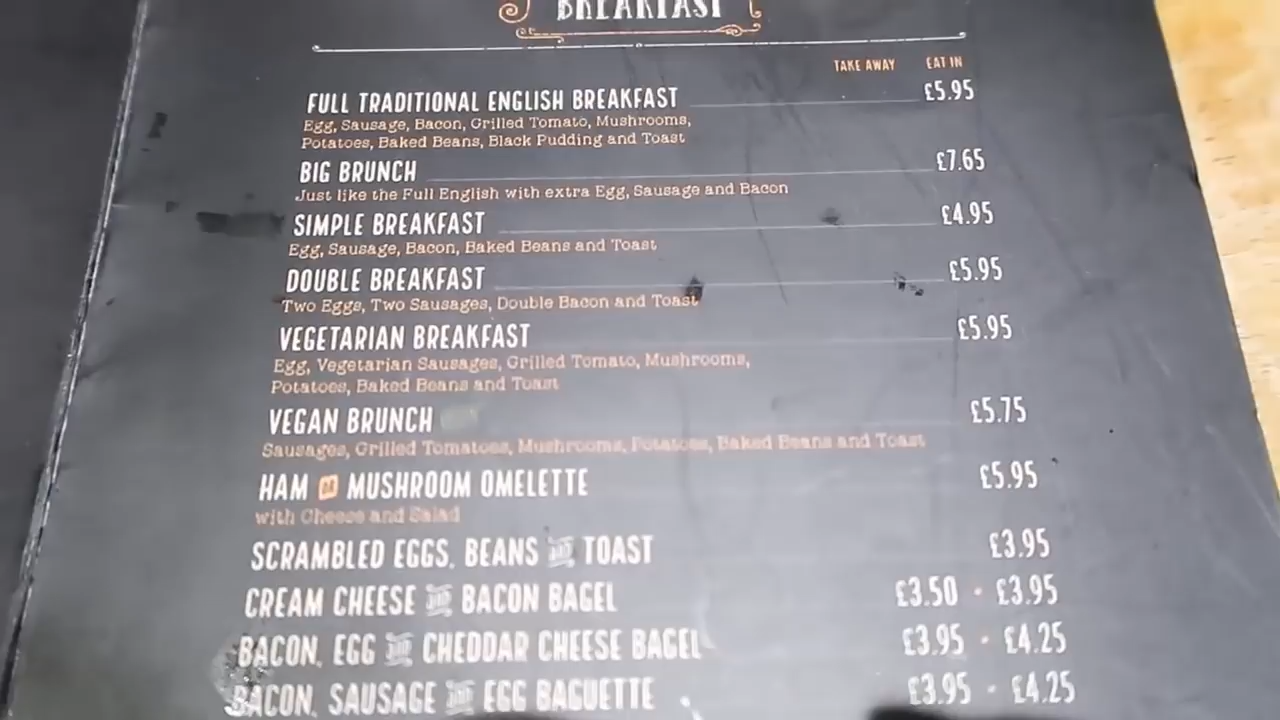 BREAKFAST
TAKE AWAY EAT IN
FULL TRADITIONAL ENGLISH BREAKFAST £5.95
Egg, Sausage, Bacon, Grilled Tomato, Mushrooms,
Potatoes, Baked Beans, Black Pudding and Toast
BIG BRUNCH £7.65
Just like the Full English with extra Egg, Sausage and Bacon
SIMPLE BREAKFAST £4.95
Egg, Sausage, Bacon, Baked Beans and Toast
DOUBLE BREAKFAST £5.95
Two Eggs, Two Sausages, Double Bacon and Toast
VEGETARIAN BREAKFAST £5.95
Egg, Vegetarian Sausages, Grilled Tomato, Mushrooms,
Potatoes, Baked Beans and Toast
VEGAN BRUNCH £5.75
Sausages, Grilled Tomatoes, Mushrooms, Potatoes, Baked Beans and Toast
HAM OR MUSHROOM OMELETTE £5.95
with Cheese and Salad
SCRAMBLED EGGS, BEANS AND TOAST £3.95
CREAM CHEESE AND BACON BAGEL £3.50 · £3.95
BACON, EGG AND CHEDDAR CHEESE BAGEL £3.95 · £4.25
BACON, SAUSAGE AND EGG BAGUETTE £3.95 · £4.25